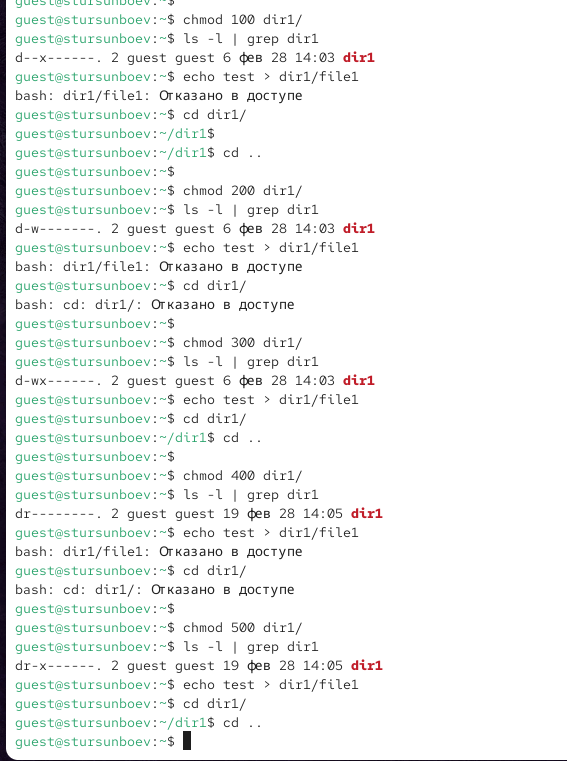 guest@stursunboev:~$
guest@stursunboev:~$ chmod 100 dir1/
guest@stursunboev:~$ ls -l | grep dir1
d--x------. 2 guest guest 6 фев 28 14:03 dir1
guest@stursunboev:~$ echo test > dir1/file1
bash: dir1/file1: Отказано в доступе
guest@stursunboev:~$ cd dir1/
guest@stursunboev:~/dir1$
guest@stursunboev:~/dir1$ cd ..
guest@stursunboev:~$
guest@stursunboev:~$ chmod 200 dir1/
guest@stursunboev:~$ ls -l | grep dir1
d-w-------. 2 guest guest 6 фев 28 14:03 dir1
guest@stursunboev:~$ echo test > dir1/file1
bash: dir1/file1: Отказано в доступе
guest@stursunboev:~$ cd dir1/
bash: cd: dir1/: Отказано в доступе
guest@stursunboev:~$
guest@stursunboev:~$ chmod 300 dir1/
guest@stursunboev:~$ ls -l | grep dir1
d-wx------. 2 guest guest 6 фев 28 14:03 dir1
guest@stursunboev:~$ echo test > dir1/file1
guest@stursunboev:~$ cd dir1/
guest@stursunboev:~/dir1$ cd ..
guest@stursunboev:~$
guest@stursunboev:~$ chmod 400 dir1/
guest@stursunboev:~$ ls -l | grep dir1
dr--------. 2 guest guest 19 фев 28 14:05 dir1
guest@stursunboev:~$ echo test > dir1/file1
bash: dir1/file1: Отказано в доступе
guest@stursunboev:~$ cd dir1/
bash: cd: dir1/: Отказано в доступе
guest@stursunboev:~$
guest@stursunboev:~$ chmod 500 dir1/
guest@stursunboev:~$ ls -l | grep dir1
dr-x------. 2 guest guest 19 фев 28 14:05 dir1
guest@stursunboev:~$ echo test > dir1/file1
guest@stursunboev:~$ cd dir1/
guest@stursunboev:~/dir1$ cd ..
guest@stursunboev:~$